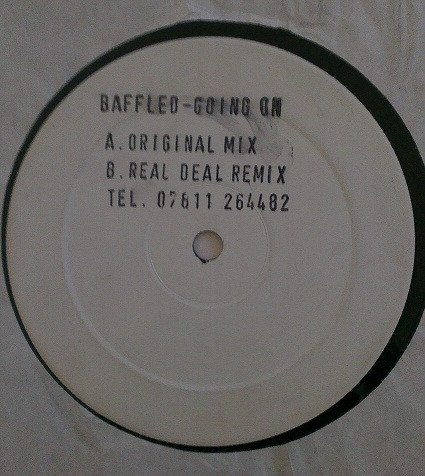 BAFFLED-GOING ON
A. ORIGINAL MIX
B. REAL DEAL REMIX
TEL. 07811 264482